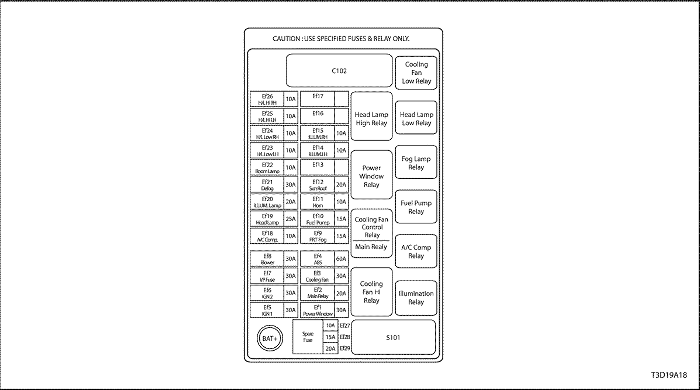 CAUTION : USE SPECIFIED FUSES & RELAY ONLY.
C102
Cooling
Fan
Low Relay
Ef26
H/L Hi RH
10A
Ef17
Ef25
H/L Hi LH
10A
Ef16
Head Lamp
High Relay
Head Lamp
Low Relay
Ef24
H/L Low RH
10A
Ef15
ILLUM.RH
10A
Ef23
H/L Low LH
10A
Ef14
ILLUM.LH
10A
Ef22
Room Lamp
10A
Ef13
Power
Window
Relay
Fog Lamp
Relay
Ef21
Defog
30A
Ef12
Sun Roof
20A
Ef20
ILLUM. Lamp
20A
Ef11
Horn
10A
Fuel Pump
Relay
Ef19
Head Lamp
25A
Ef10
Fuel Pump
15A
Cooling Fan
Control
Relay
Main Realy
Ef18
A/C Comp.
10A
Ef9
FRT Fog
15A
A/C Comp
Relay
Ef8
Blower
30A
Ef4
ABS
60A
Ef7
I/P Fuse
30A
Ef3
Cooling Fan
30A
Cooling
Fan Hi
Relay
Illumination
Relay
Ef6
IGN 2
30A
Ef2
Main Relay
20A
Ef5
IGN 1
30A
Ef1
Power Window
30A
BAT+
Spare
Fuse
10A Ef27
15A Ef28
20A Ef29
S101
T3D19A18